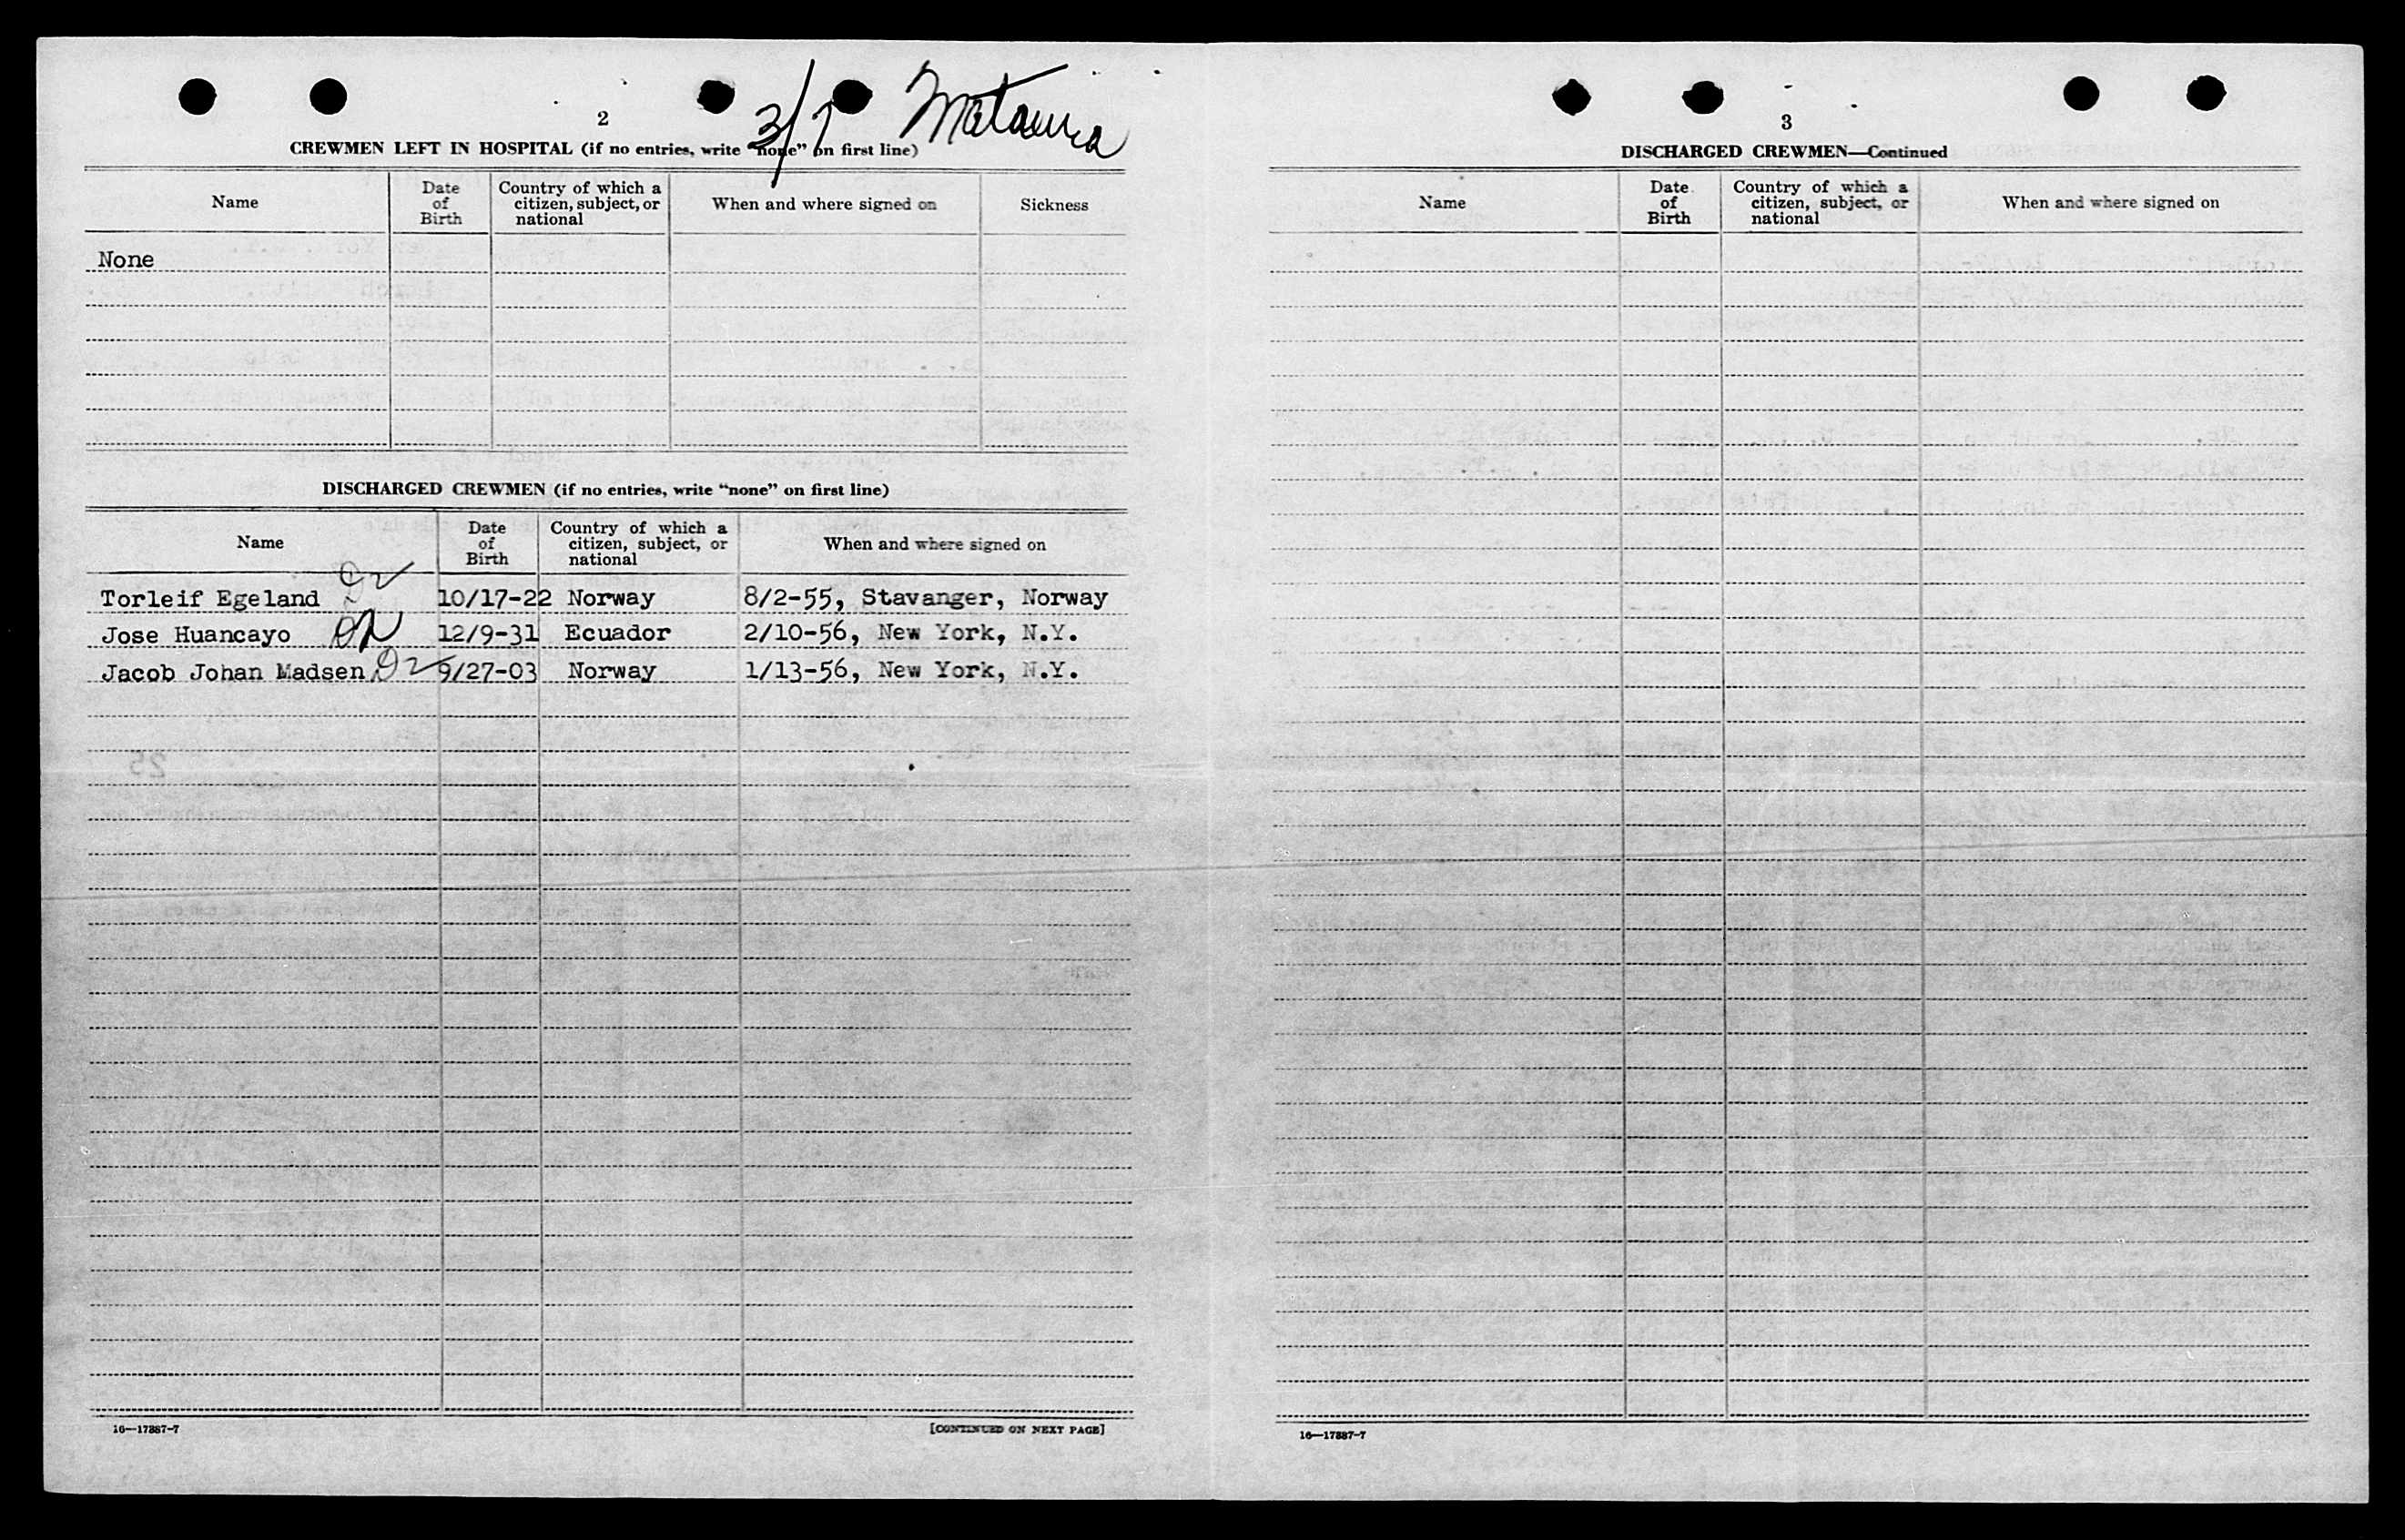 2
3/7 Mataura
CREWMEN LEFT IN HOSPITAL (if no entries, write "none" on first line)
Name
Date of Birth
Country of which a citizen, subject, or national
When and where signed on
Sickness
None
DISCHARGED CREWMEN (if no entries, write "none" on first line)
Name
Date of Birth
Country of which a citizen, subject, or national
When and where signed on
Torleif Egeland 10/17-22 Norway 8/2-55, Stavanger, Norway
Jose Huancayo 12/9-31 Ecuador 2/10-56, New York, N.Y.
Jacob Johan Madsen 9/27-03 Norway 1/13-56, New York, N.Y.
16—17887-7
[CONTINUED ON NEXT PAGE]
3
DISCHARGED CREWMEN—Continued
Name
Date of Birth
Country of which a citizen, subject, or national
When and where signed on
16—17887-7